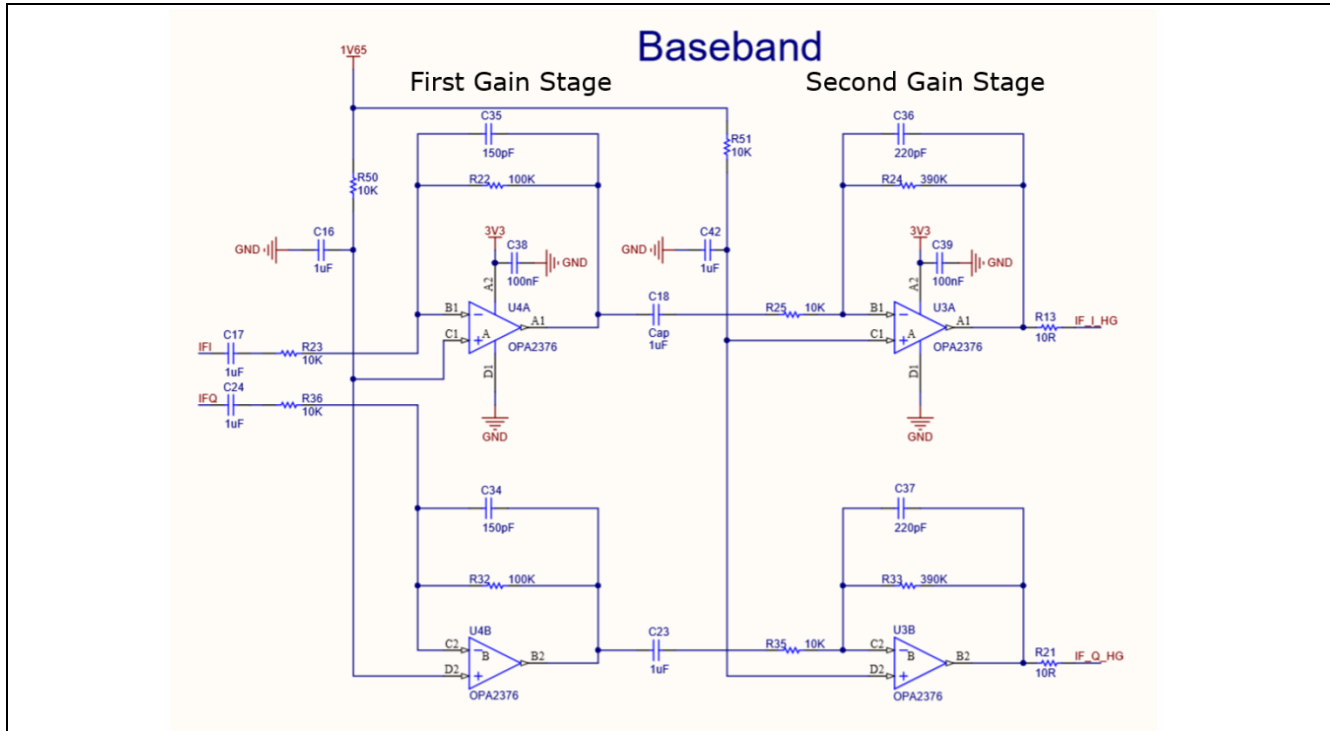 Baseband
First Gain Stage
Second Gain Stage
1V65
C35
150pF
R22 100K
R50
10K
R51
10K
C36
220pF
R24 390K
GND
C16
1uF
3V3
C38
100nF
GND
A2
GND
C42
1uF
3V3
C39
100nF
GND
A2
B1
C1
−
+
A
U4A
A1
OPA2376
D1
GND
C18
Cap
1uF
R25 10K
B1
C1
−
+
A
U3A
A1
OPA2376
D1
GND
R13
10R
IF_I_HG
IFI
C17
1uF
R23
10K
IFQ
C24
1uF
R36
10K
C34
150pF
R32 100K
U4B
C2
D2
−
B
+
B2
OPA2376
C23
1uF
C37
220pF
R33 390K
R35 10K
U3B
C2
D2
−
B
+
B2
OPA2376
R21
10R
IF_Q_HG